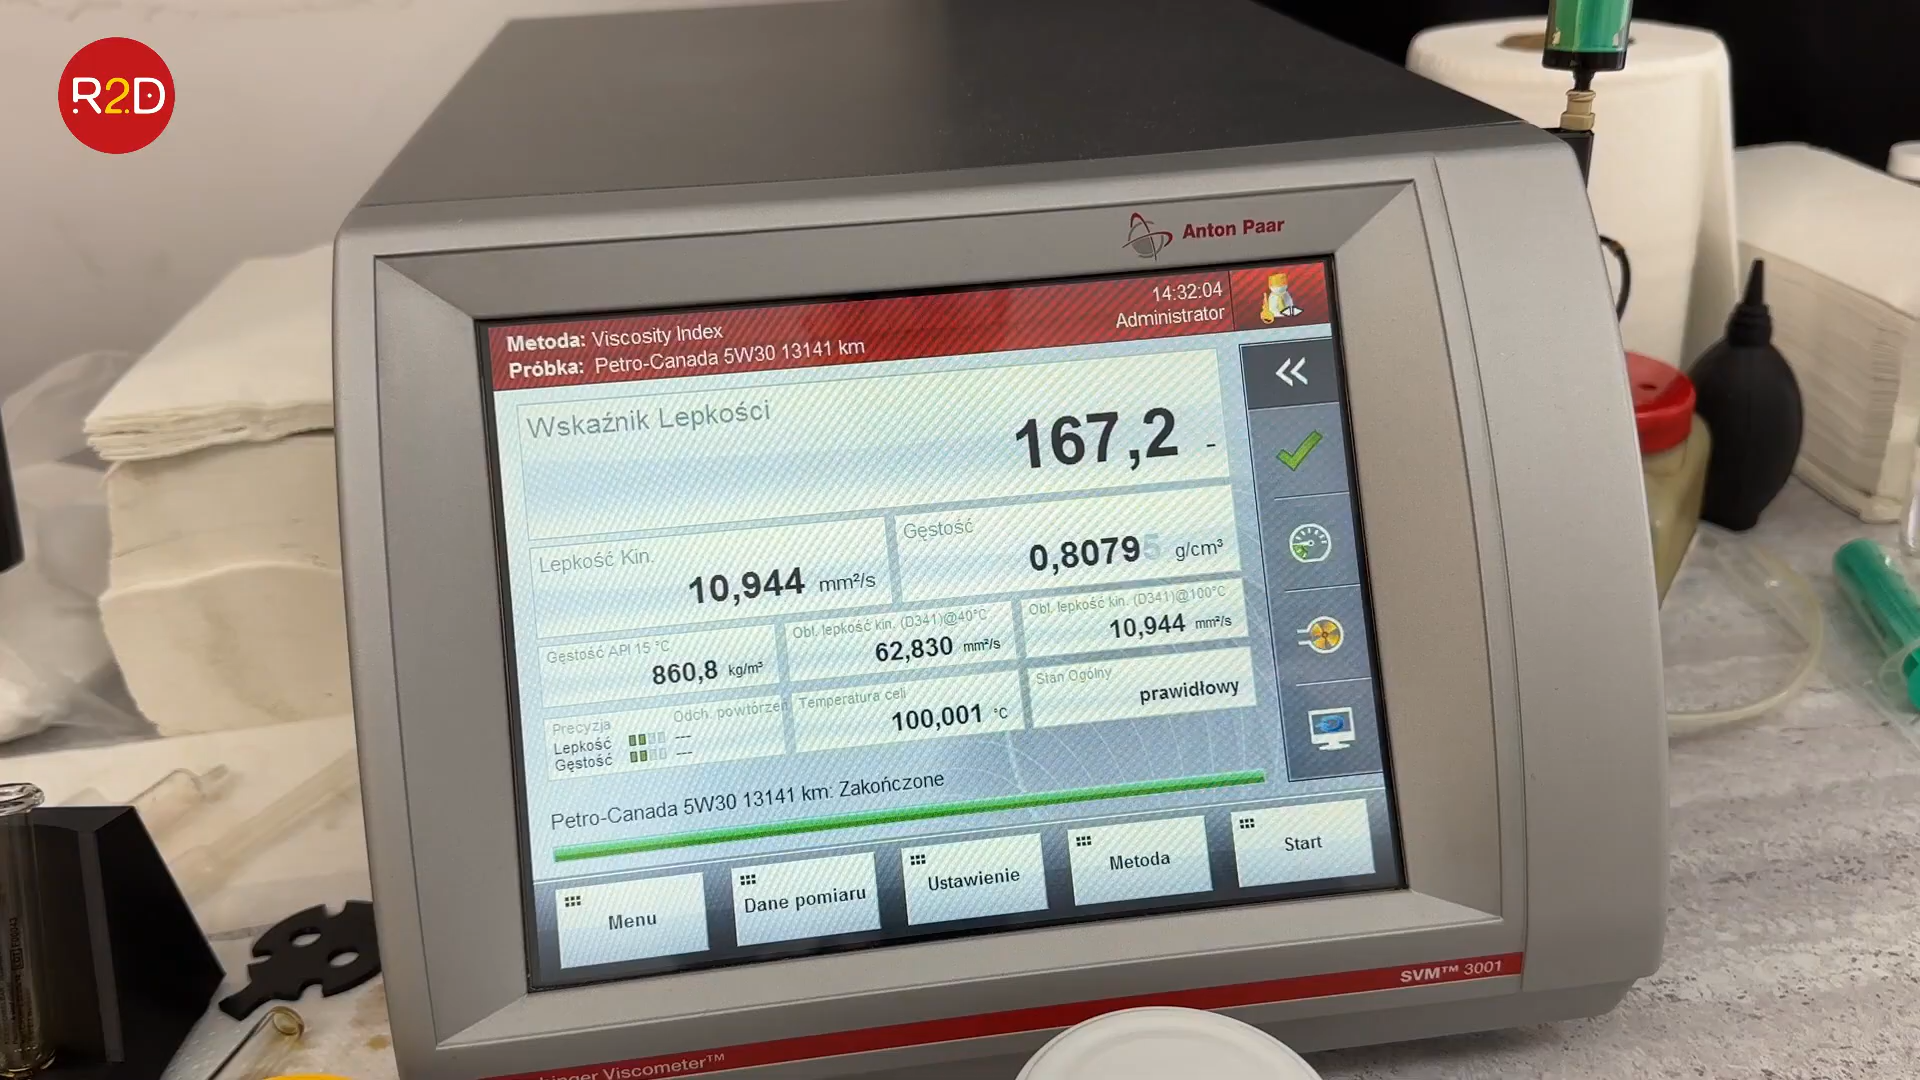 R2D
Anton Paar
Metoda: Viscosity Index
Próbka: Petro-Canada 5W30 13141 km
14:32:04
Administrator
Wskaźnik Lepkości
167,2 -
Lepkość Kin.
10,944 mm²/s
Gęstość
0,8079 g/cm³
Gęstość API 15 °C
860,8 kg/m³
Obl. lepkość kin. (D341)@40°C
62,830 mm²/s
Obl. lepkość kin. (D341)@100°C
10,944 mm²/s
Precyzja Odch. powtórzeń
Lepkość ---
Gęstość ---
Temperatura celi
100,001 °C
Stan Ogólny
prawidłowy
Petro-Canada 5W30 13141 km: Zakończone
Menu
Dane pomiaru
Ustawienie
Metoda
Start
SVM™ 3001
Viscometer™